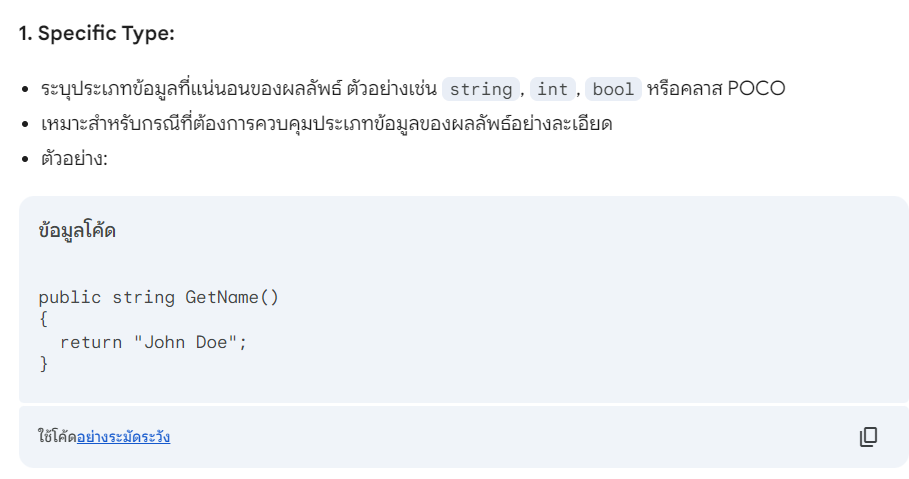 1. Specific Type:
• ระบุประเภทข้อมูลที่แน่นอนของผลลัพธ์ ตัวอย่างเช่น string, int, bool หรือคลาส POCO
• เหมาะสำหรับกรณีที่ต้องการควบคุมประเภทข้อมูลของผลลัพธ์อย่างละเอียด
• ตัวอย่าง:
ข้อมูลโค้ด
public string GetName()
{
  return "John Doe";
}
ใช้โค้ดอย่างระมัดระวัง